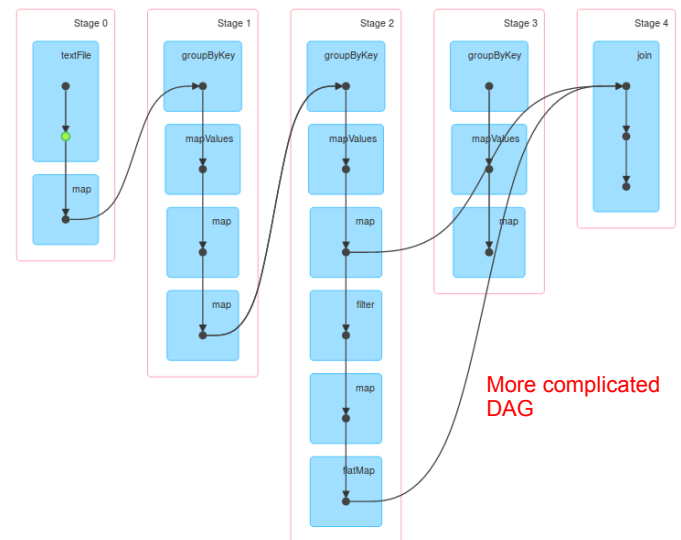 Stage 0
textFile
map
Stage 1
groupByKey
mapValues
map
map
Stage 2
groupByKey
mapValues
map
filter
map
flatMap
Stage 3
groupByKey
mapValues
map
Stage 4
join
More complicated
DAG